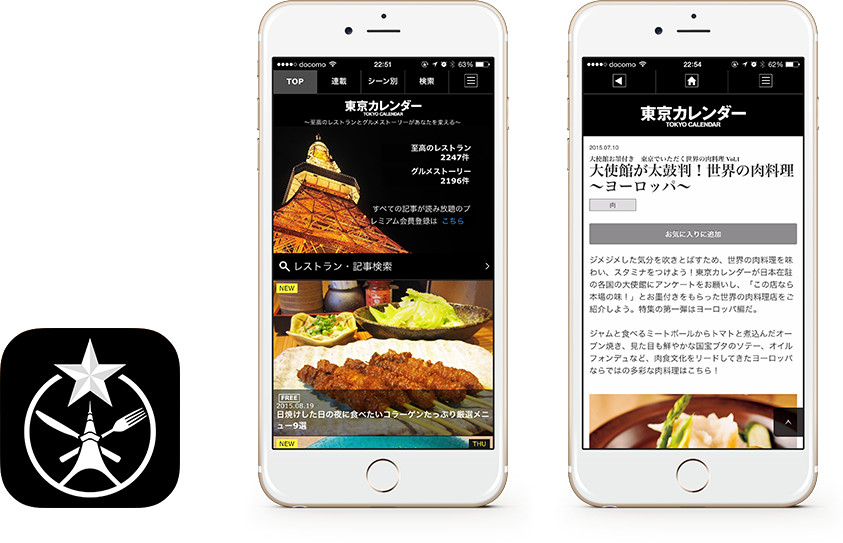 ●●●●○ docomo 22:51 63%
TOP 連載 シーン別 検索
東京カレンダー
TOKYO CALENDAR
〜至高のレストランとグルメストーリーがあなたを変える〜
至高のレストラン
2247件
グルメストーリー
2196件
すべての記事が読み放題のプ
レミアム会員登録は こちら
レストラン・記事検索
NEW
FREE
2015.08.19
日焼けした日の夜に食べたいコラーゲンたっぷり厳選メニ
ュー9選
NEW THU
●●●●○ docomo 22:54 62%
東京カレンダー
TOKYO CALENDAR
2015.07.10
大使館お墨付き 東京でいただく世界の肉料理 Vol.1
大使館が太鼓判！世界の肉料理
〜ヨーロッパ〜
肉
お気に入りに追加
ジメジメした気分を吹きとばすため、世界の肉料理を味
わい、スタミナをつけよう！東京カレンダーが日本在駐
の各国の大使館にアンケートをお願いし、「この店なら
本場の味！」とお墨付きをもらった世界の肉料理店をご
紹介しよう。特集の第一弾はヨーロッパ編だ。
ジャムと食べるミートボールからトマトと煮込んだオー
ブン焼き、見た目も鮮やかな国宝ブタのソテー、オイル
フォンデュなど、肉食文化をリードしてきたヨーロッパ
ならではの多彩な肉料理はこちら！